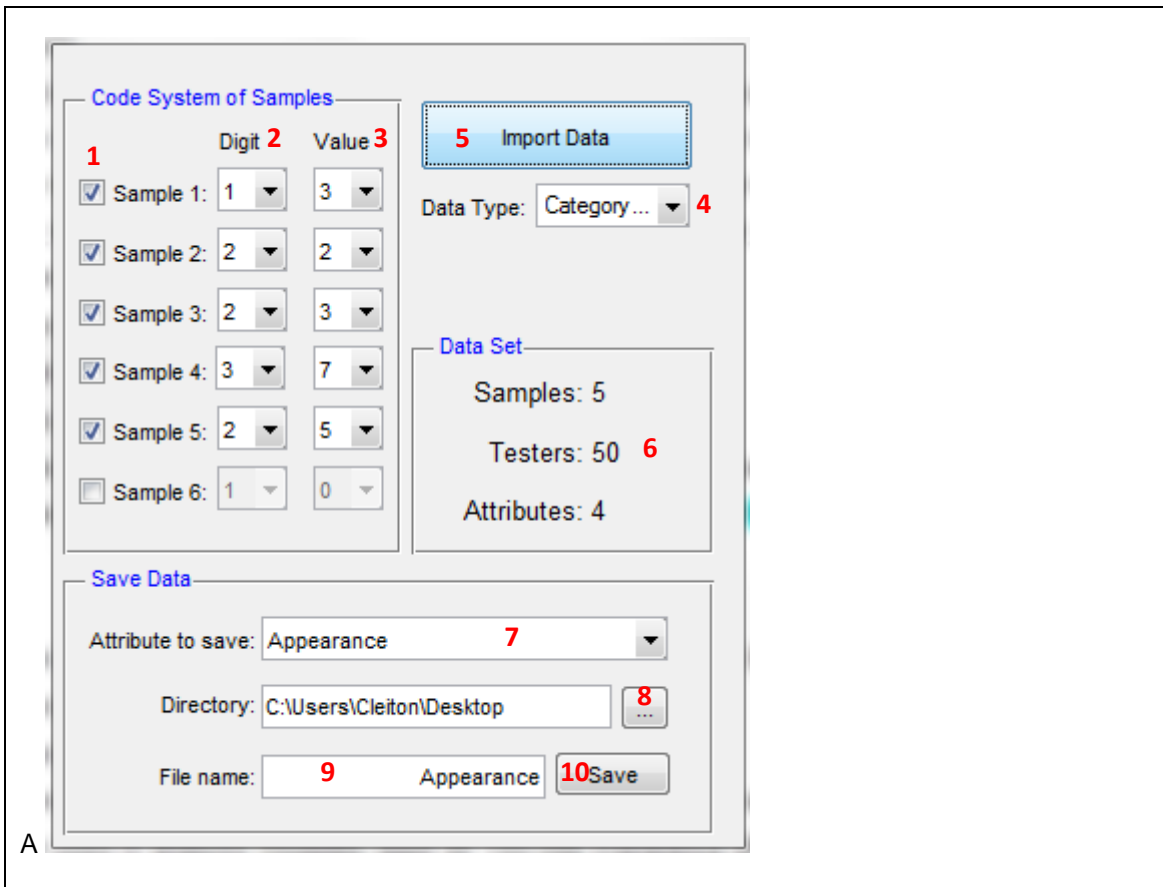 Code System of Samples
Digit 2 Value 3
1
Sample 1: 1 3
Sample 2: 2 2
Sample 3: 2 3
Sample 4: 3 7
Sample 5: 2 5
Sample 6: 1 0
5 Import Data
Data Type: Category ... 4
Data Set
Samples: 5
Testers: 50 6
Attributes: 4
Save Data
Attribute to save: Appearance 7
Directory: C:\Users\Cleiton\Desktop 8 ...
File name: 9 Appearance 10 Save
A